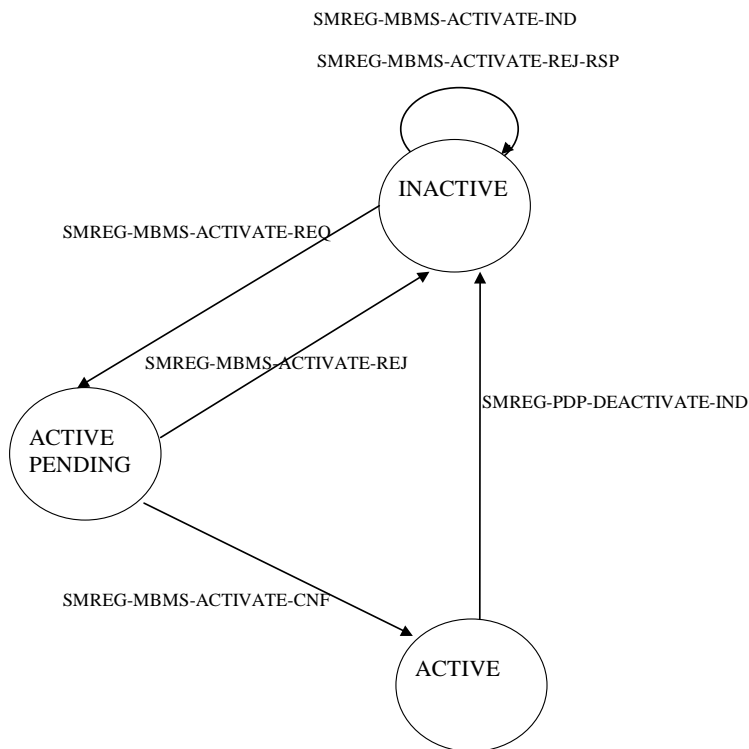 SMREG-MBMS-ACTIVATE-IND
SMREG-MBMS-ACTIVATE-REJ-RSP
INACTIVE
SMREG-MBMS-ACTIVATE-REQ
SMREG-MBMS-ACTIVATE-REJ
SMREG-PDP-DEACTIVATE-IND
ACTIVE
PENDING
SMREG-MBMS-ACTIVATE-CNF
ACTIVE